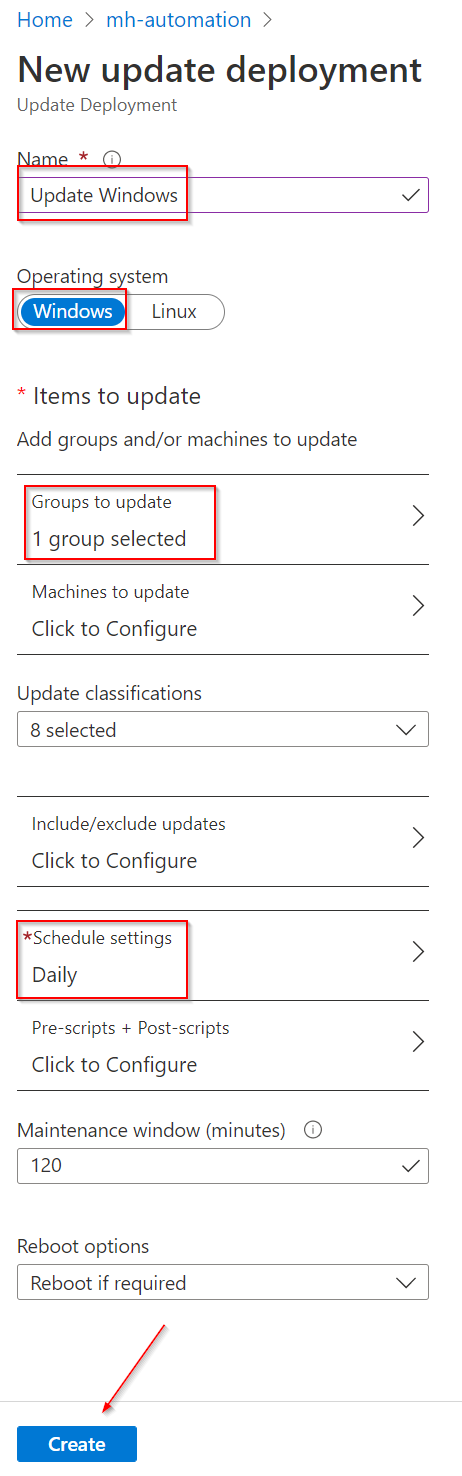 Home > mh-automation >
New update deployment
Update Deployment
Name *
Update Windows
Operating system
Windows Linux
* Items to update
Add groups and/or machines to update
Groups to update
1 group selected
Machines to update
Click to Configure
Update classifications
8 selected
Include/exclude updates
Click to Configure
*Schedule settings
Daily
Pre-scripts + Post-scripts
Click to Configure
Maintenance window (minutes)
120
Reboot options
Reboot if required
Create